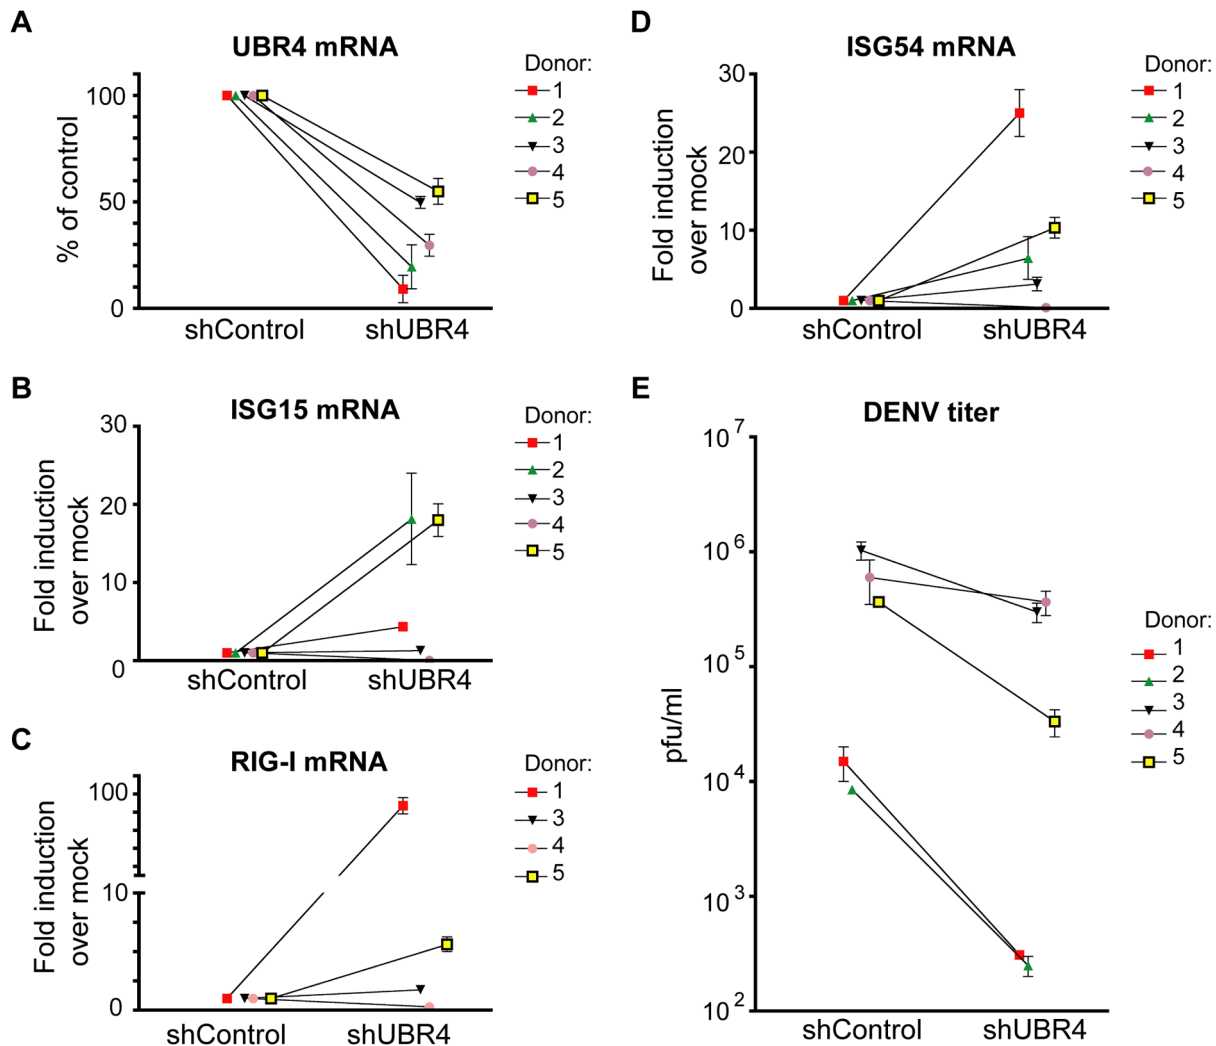 A
UBR4 mRNA
% of control
100
50
0
shControl
shUBR4
Donor:
1
2
3
4
5
B
ISG15 mRNA
Fold induction
over mock
30
20
10
0
shControl
shUBR4
Donor:
1
2
3
4
5
C
RIG-I mRNA
Fold induction
over mock
100
10
0
shControl
shUBR4
Donor:
1
3
4
5
D
ISG54 mRNA
Fold induction
over mock
30
20
10
0
shControl
shUBR4
Donor:
1
2
3
4
5
E
DENV titer
pfu/ml
10^7
10^6
10^5
10^4
10^3
10^2
shControl
shUBR4
Donor:
1
2
3
4
5